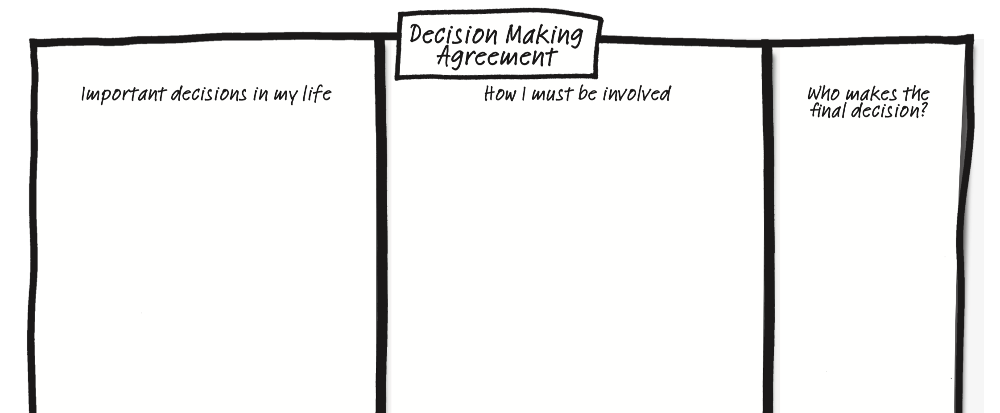 Decision Making
Agreement
Important decisions in my life
How I must be involved
Who makes the
final decision?